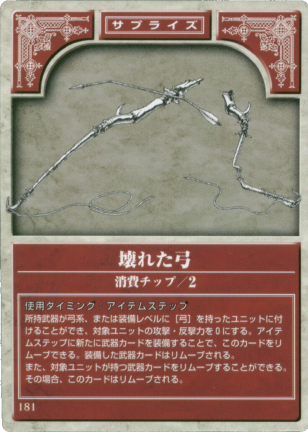 サプライズ
壊れた弓
消費チップ／2
使用タイミング　アイテムステップ
所持武器が弓系、または装備レベルに［弓］を持ったユニットに付
けることができ、対象ユニットの攻撃・反撃力を0にする。アイテ
ムステップに新たに武器カードを装備することで、このカードをリ
ムーブできる。装備した武器カードはリムーブされる。
また、対象ユニットが持つ武器カードをリムーブすることができる。
その場合、このカードはリムーブされる。
181